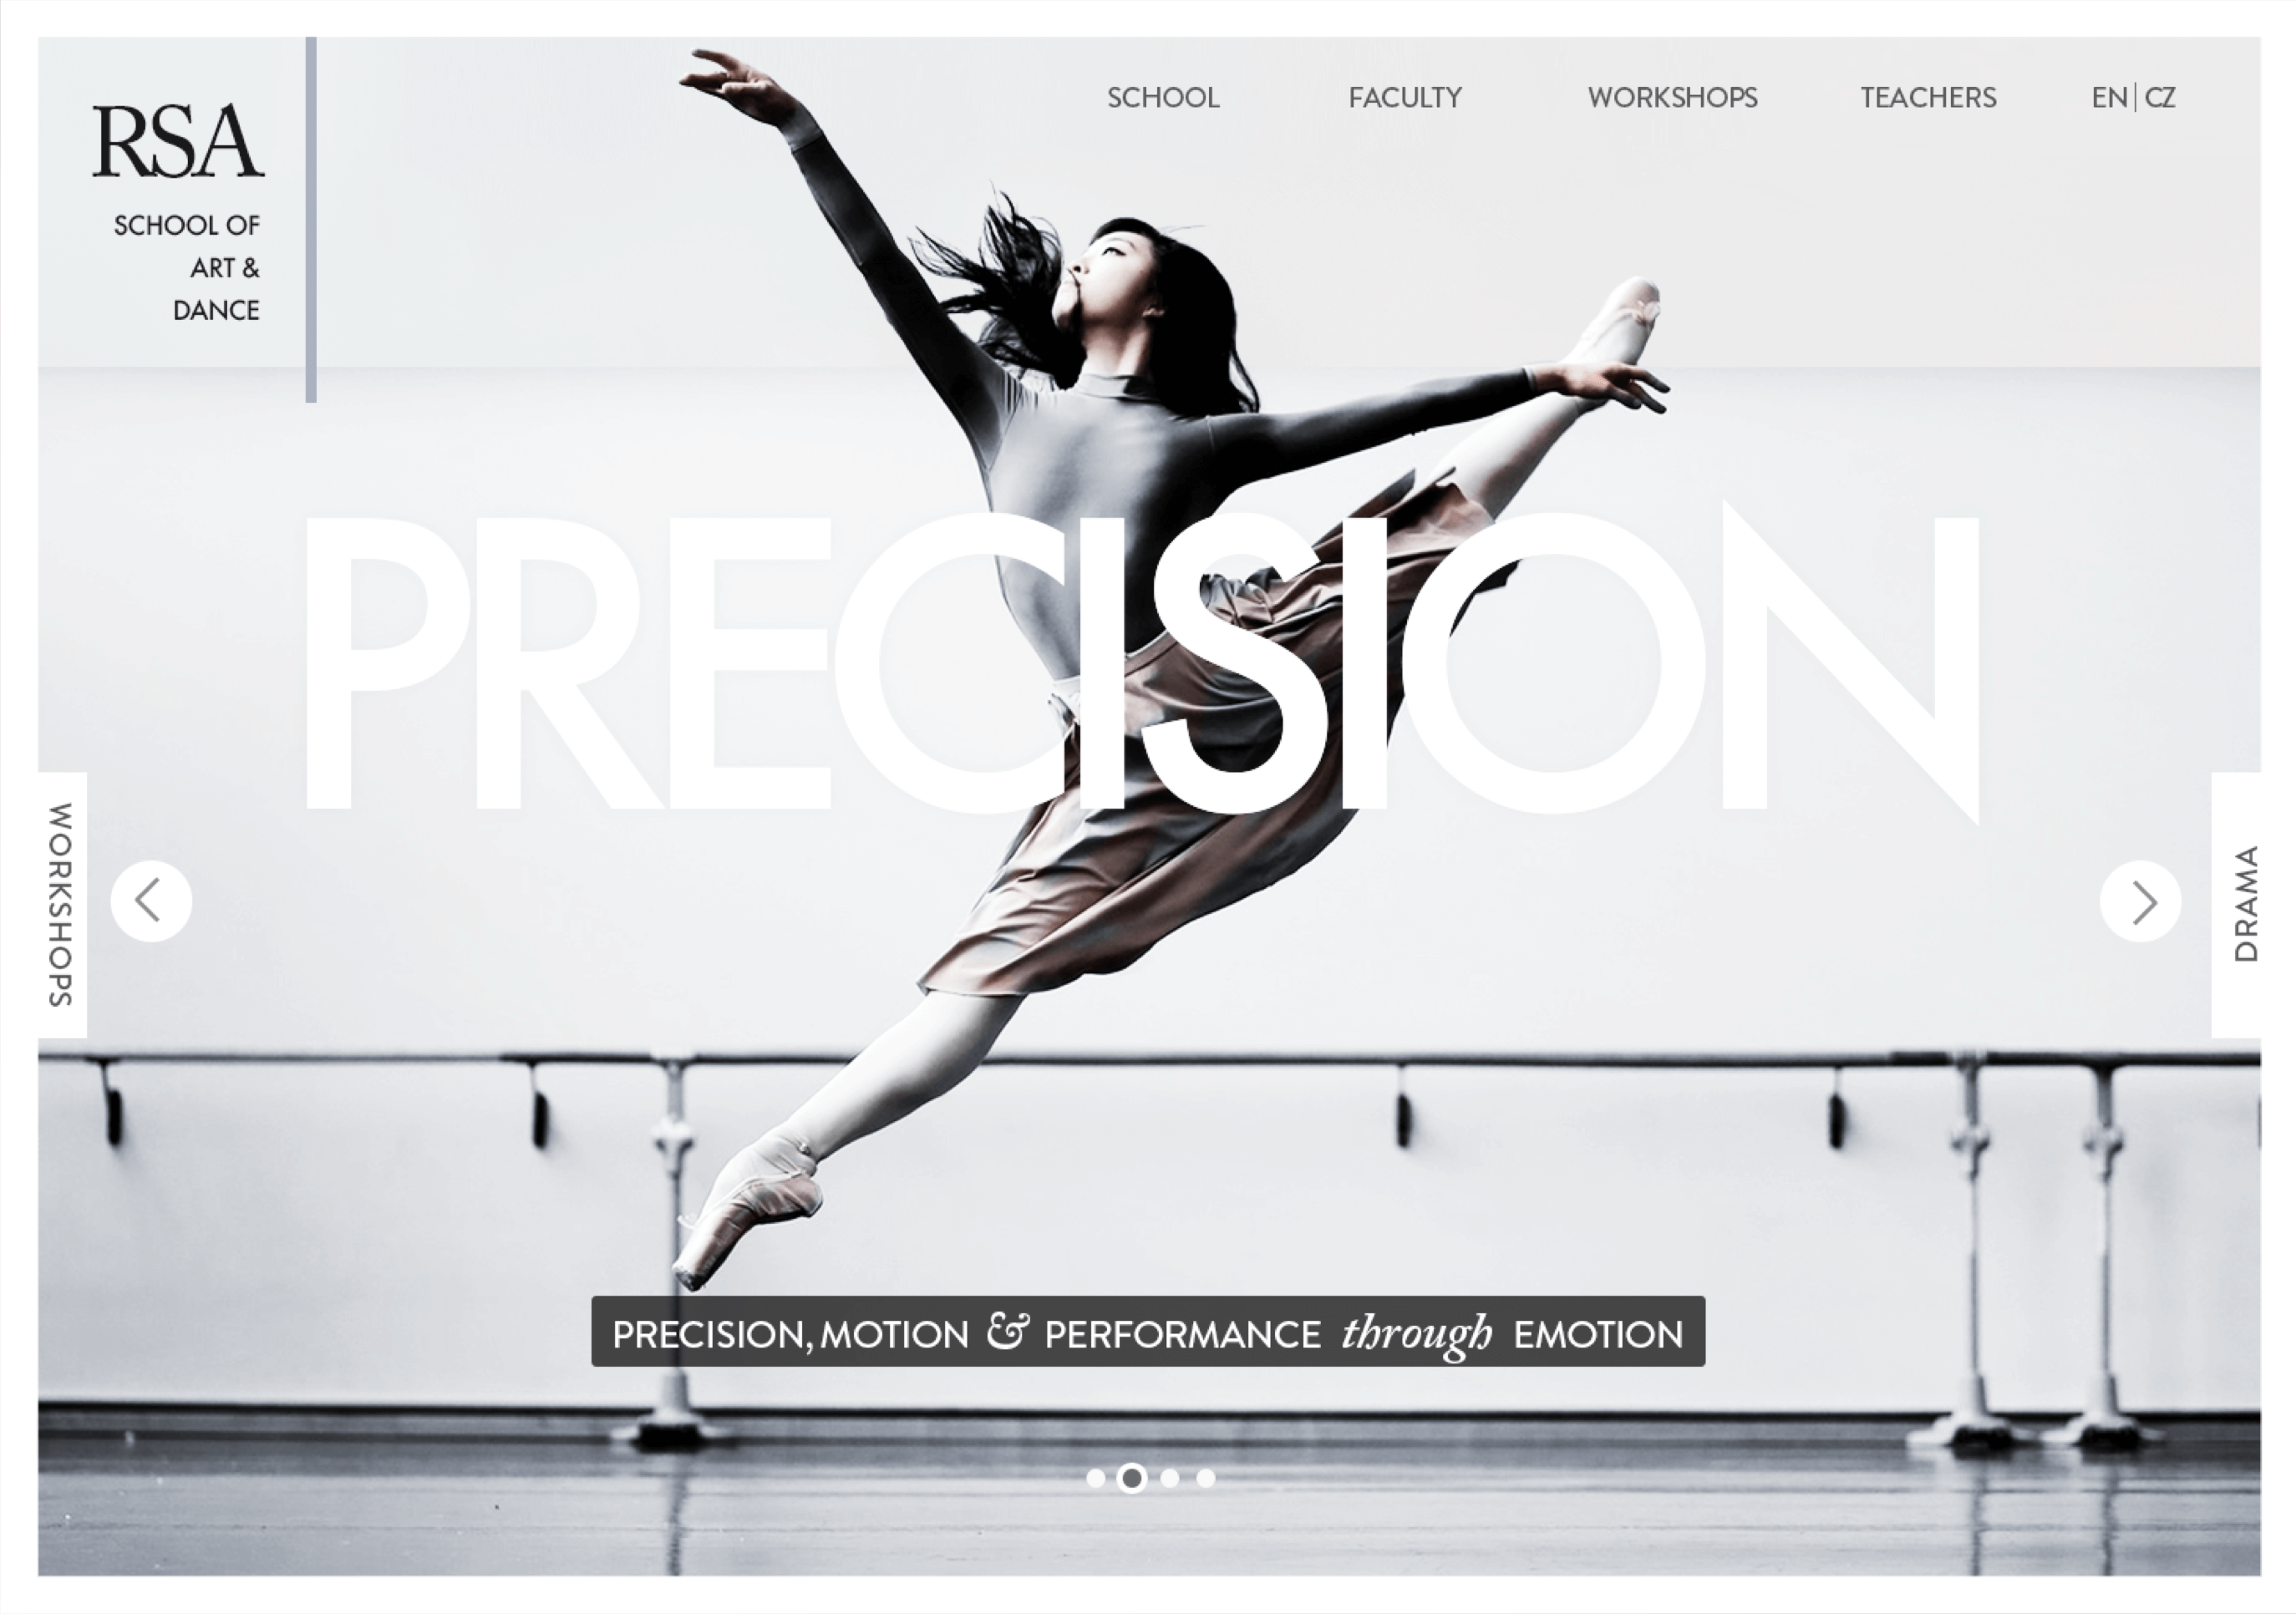 RSA
SCHOOL OF
ART &
DANCE
SCHOOL FACULTY WORKSHOPS TEACHERS EN | CZ
PRECISION
WORKSHOPS
DRAMA
PRECISION, MOTION & PERFORMANCE through EMOTION